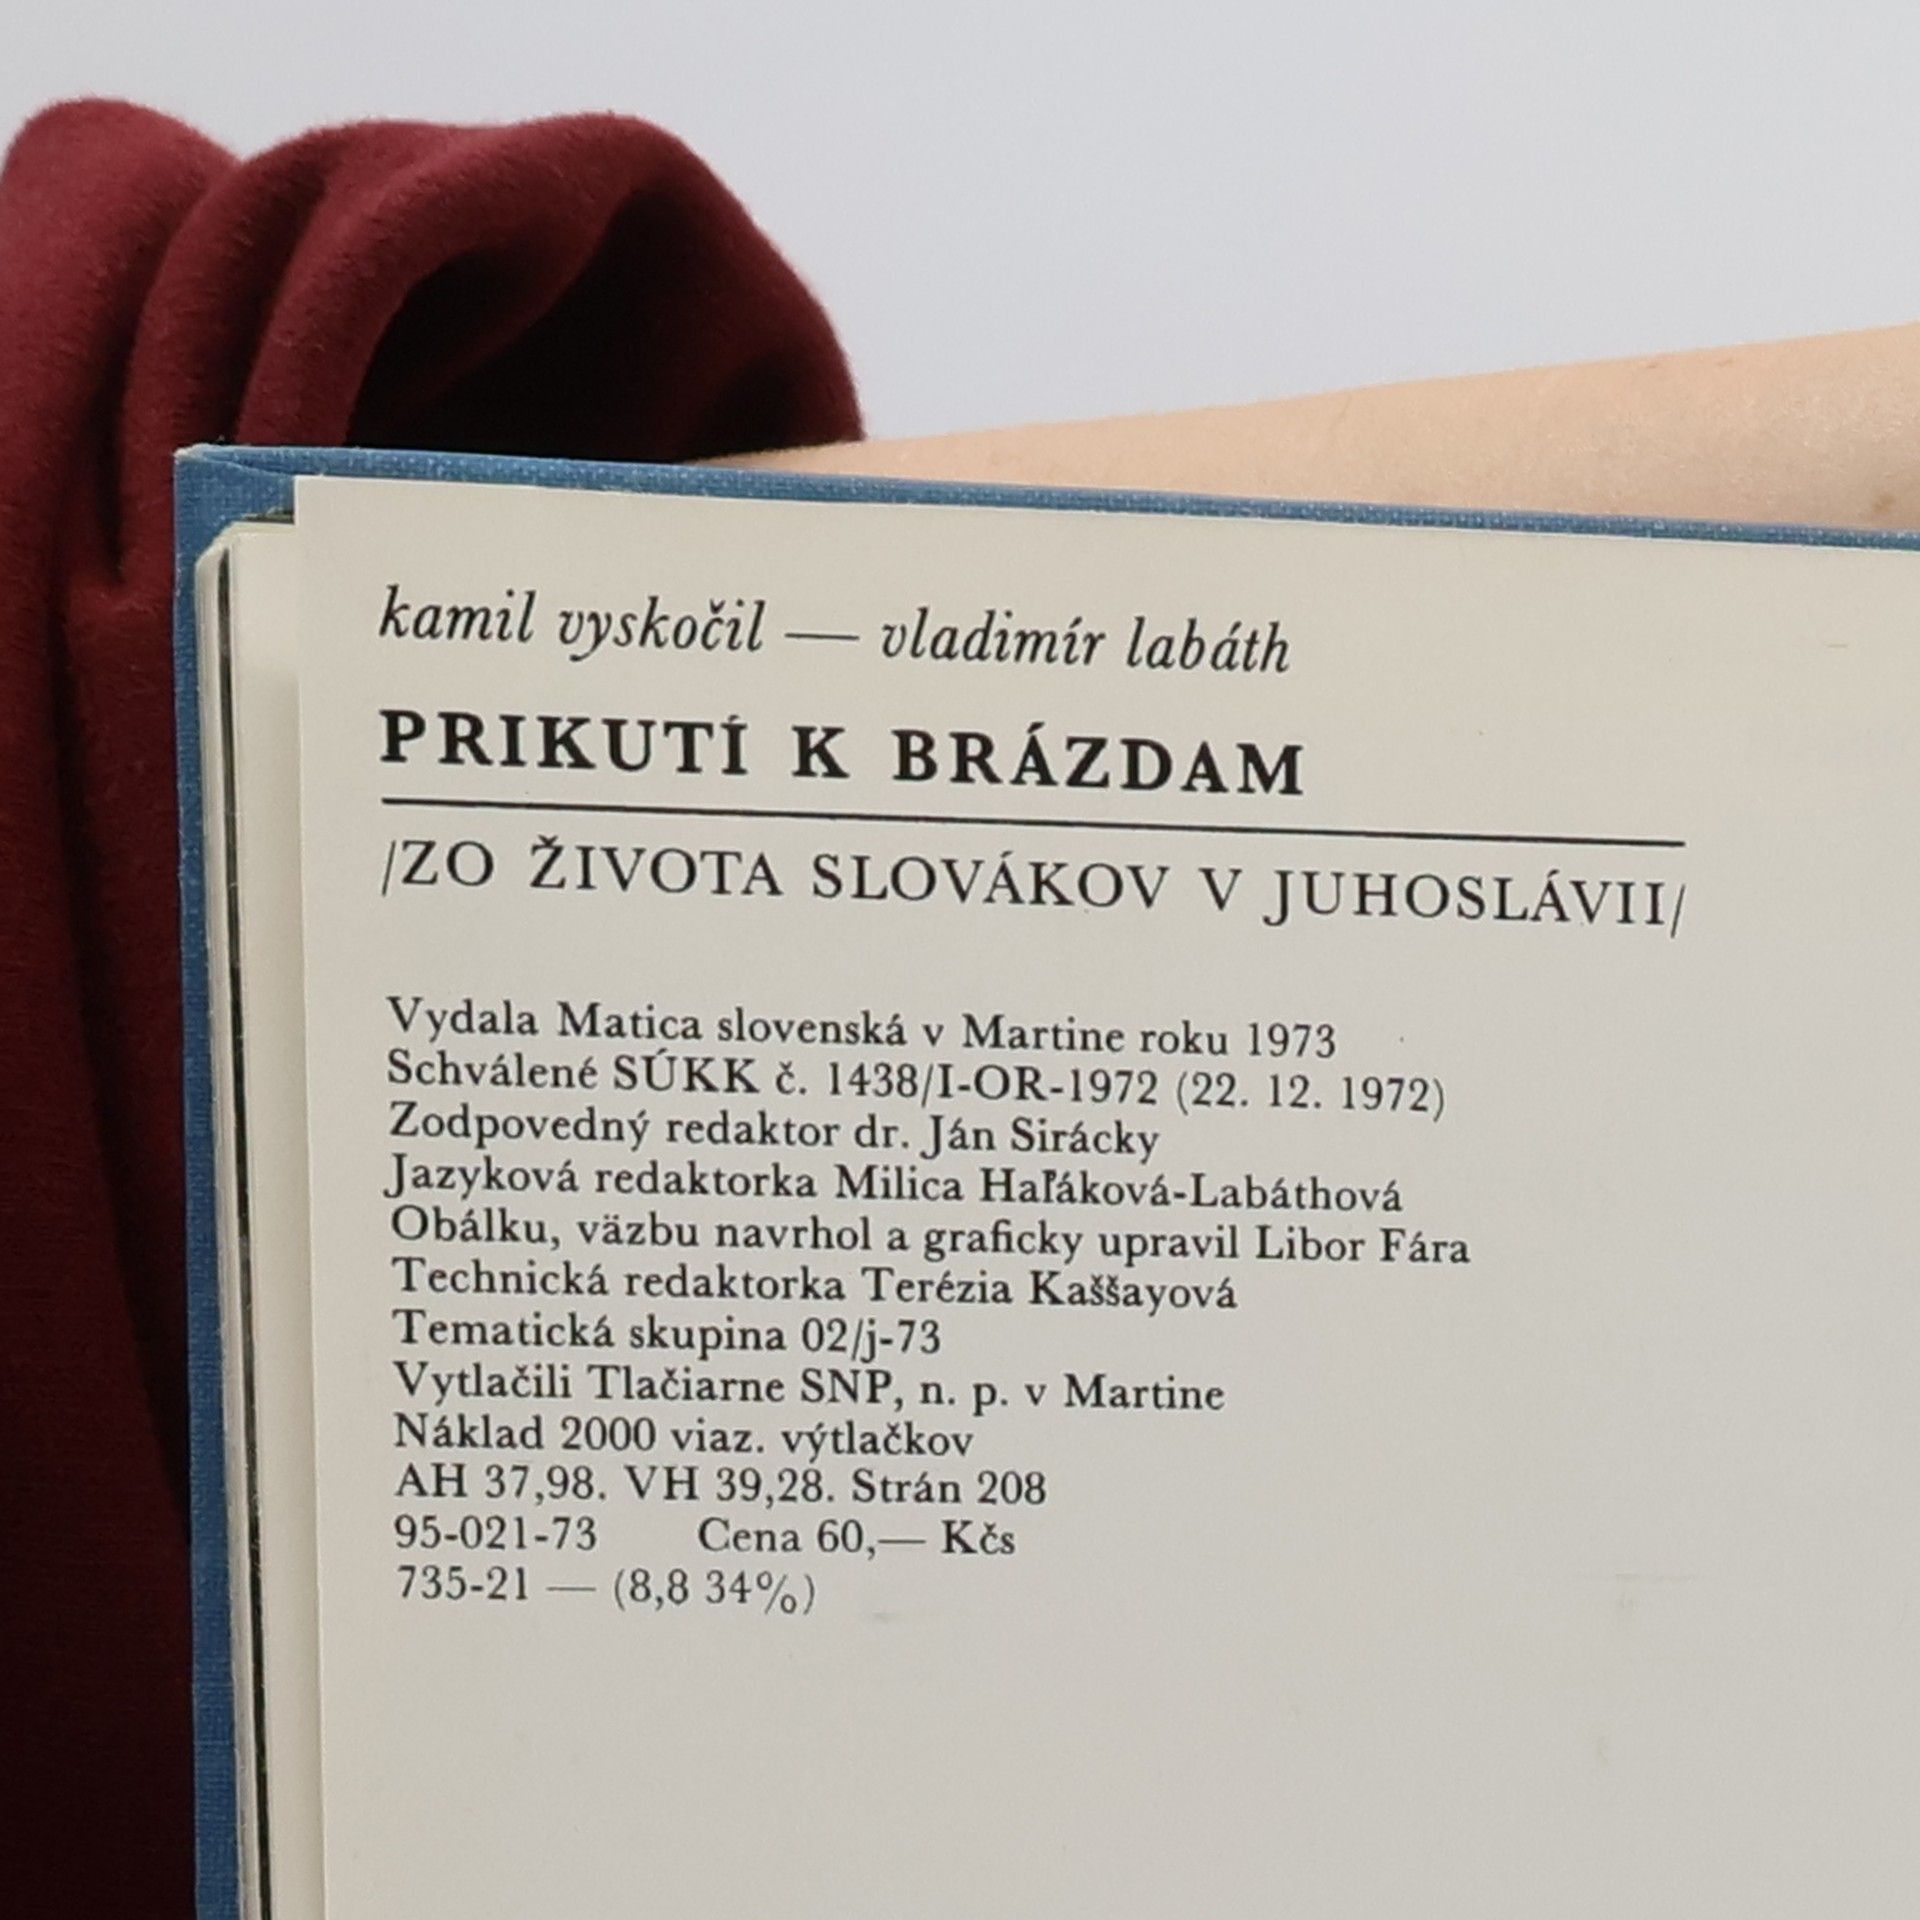 kamil vyskočil — vladimír labáth
PRIKUTÍ K BRÁZDAM
/ZO ŽIVOTA SLOVÁKOV V JUHOSLÁVII/
Vydala Matica slovenská v Martine roku 1973
Schválené SÚKK č. 1438/I-OR-1972 (22. 12. 1972)
Zodpovedný redaktor dr. Ján Sirácky
Jazyková redaktorka Milica Haľáková-Labáthová
Obálku, väzbu navrhol a graficky upravil Libor Fára
Technická redaktorka Terézia Kaššayová
Tematická skupina 02/j-73
Vytlačili Tlačiarne SNP, n. p. v Martine
Náklad 2000 viaz. výtlačkov
AH 37,98. VH 39,28. Strán 208
95-021-73 Cena 60,— Kčs
735-21 — (8,8 34%)